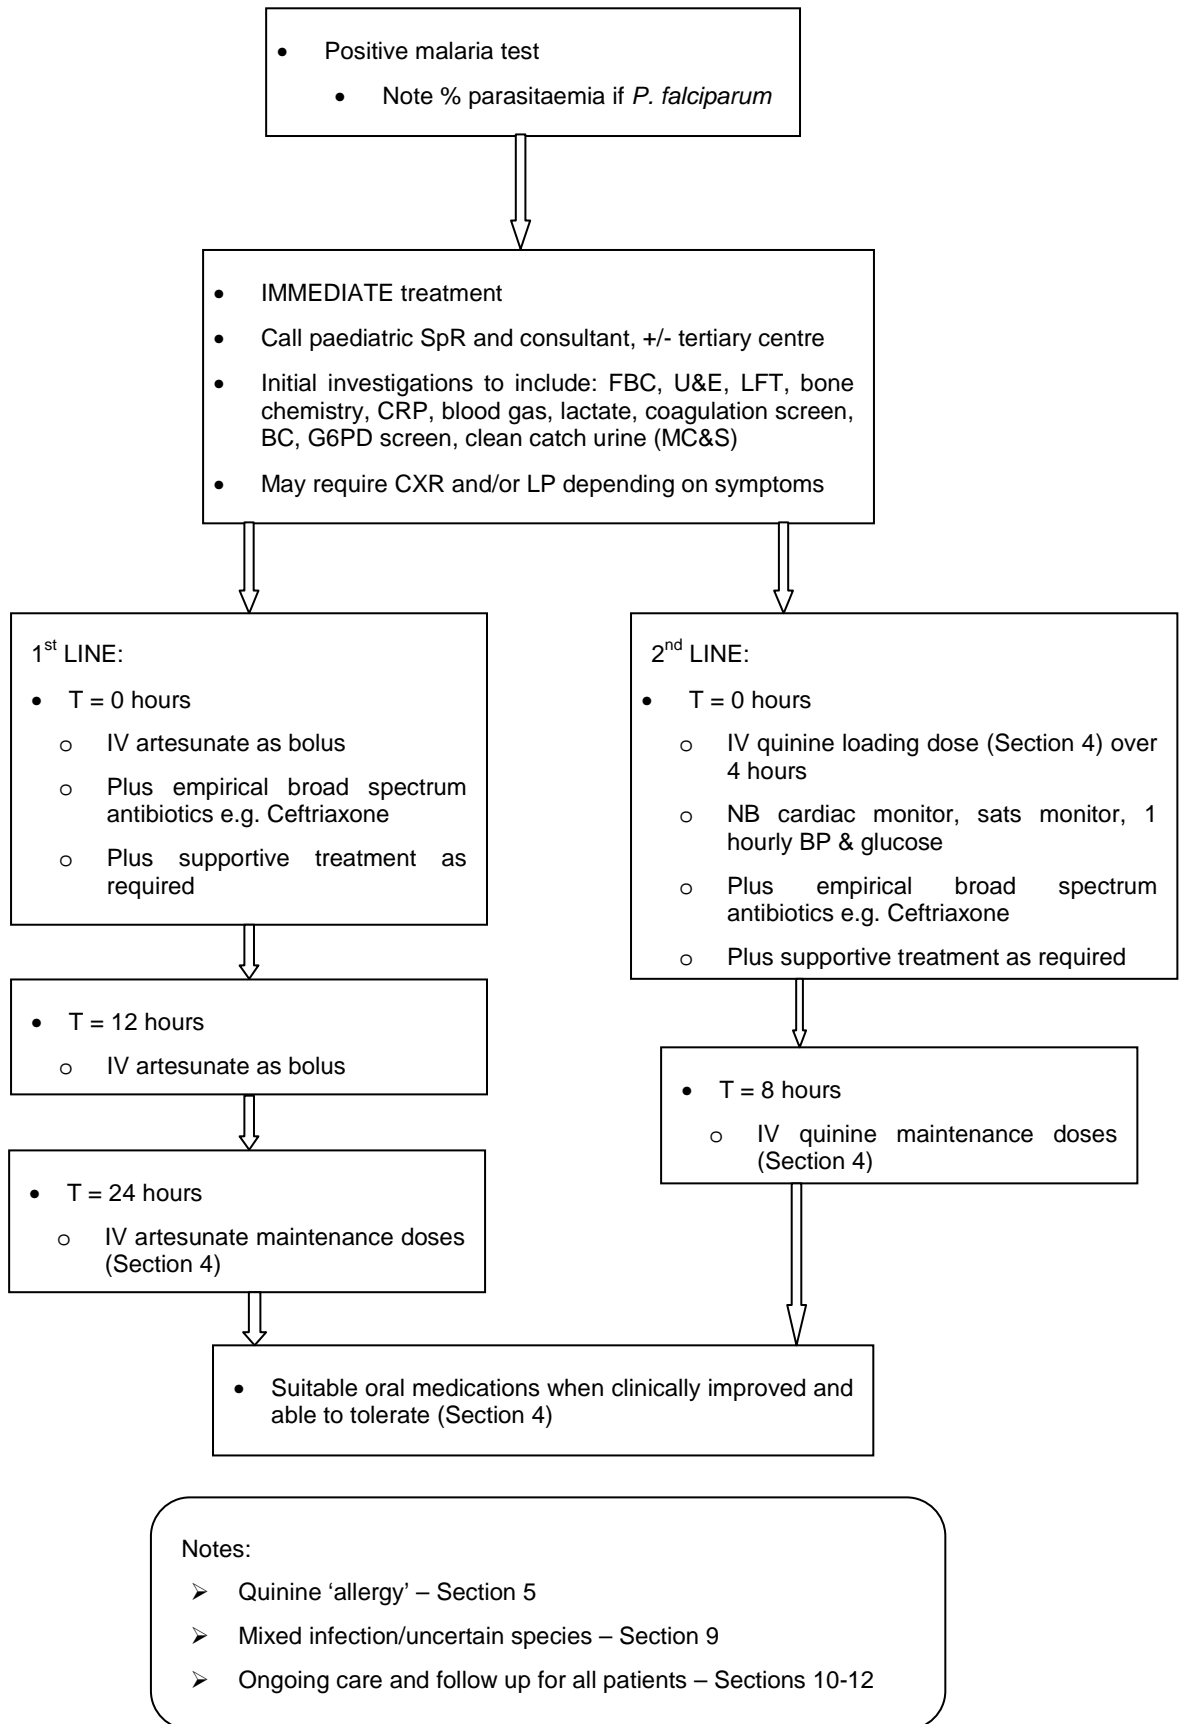 • Positive malaria test
• Note % parasitaemia if P. falciparum
• IMMEDIATE treatment
• Call paediatric SpR and consultant, +/- tertiary centre
• Initial investigations to include: FBC, U&E, LFT, bone
chemistry, CRP, blood gas, lactate, coagulation screen,
BC, G6PD screen, clean catch urine (MC&S)
• May require CXR and/or LP depending on symptoms
1st LINE:
• T = 0 hours
o IV artesunate as bolus
o Plus empirical broad spectrum
antibiotics e.g. Ceftriaxone
o Plus supportive treatment as
required
• T = 12 hours
o IV artesunate as bolus
• T = 24 hours
o IV artesunate maintenance doses
(Section 4)
2nd LINE:
• T = 0 hours
o IV quinine loading dose (Section 4) over
4 hours
o NB cardiac monitor, sats monitor, 1
hourly BP & glucose
o Plus empirical broad spectrum
antibiotics e.g. Ceftriaxone
o Plus supportive treatment as required
• T = 8 hours
o IV quinine maintenance doses
(Section 4)
• Suitable oral medications when clinically improved and
able to tolerate (Section 4)
Notes:
➢ Quinine ‘allergy’ – Section 5
➢ Mixed infection/uncertain species – Section 9
➢ Ongoing care and follow up for all patients – Sections 10-12